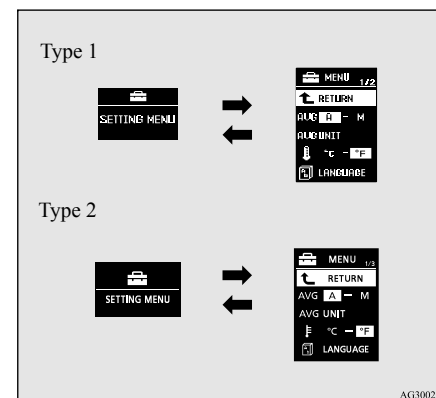 Type 1
SETTING MENU
MENU 1/2
RETURN
AVG A - M
AVG UNIT
°C - °F
LANGUAGE
Type 2
SETTING MENU
MENU 1/3
RETURN
AVG A - M
AVG UNIT
°C - °F
LANGUAGE
AG3002